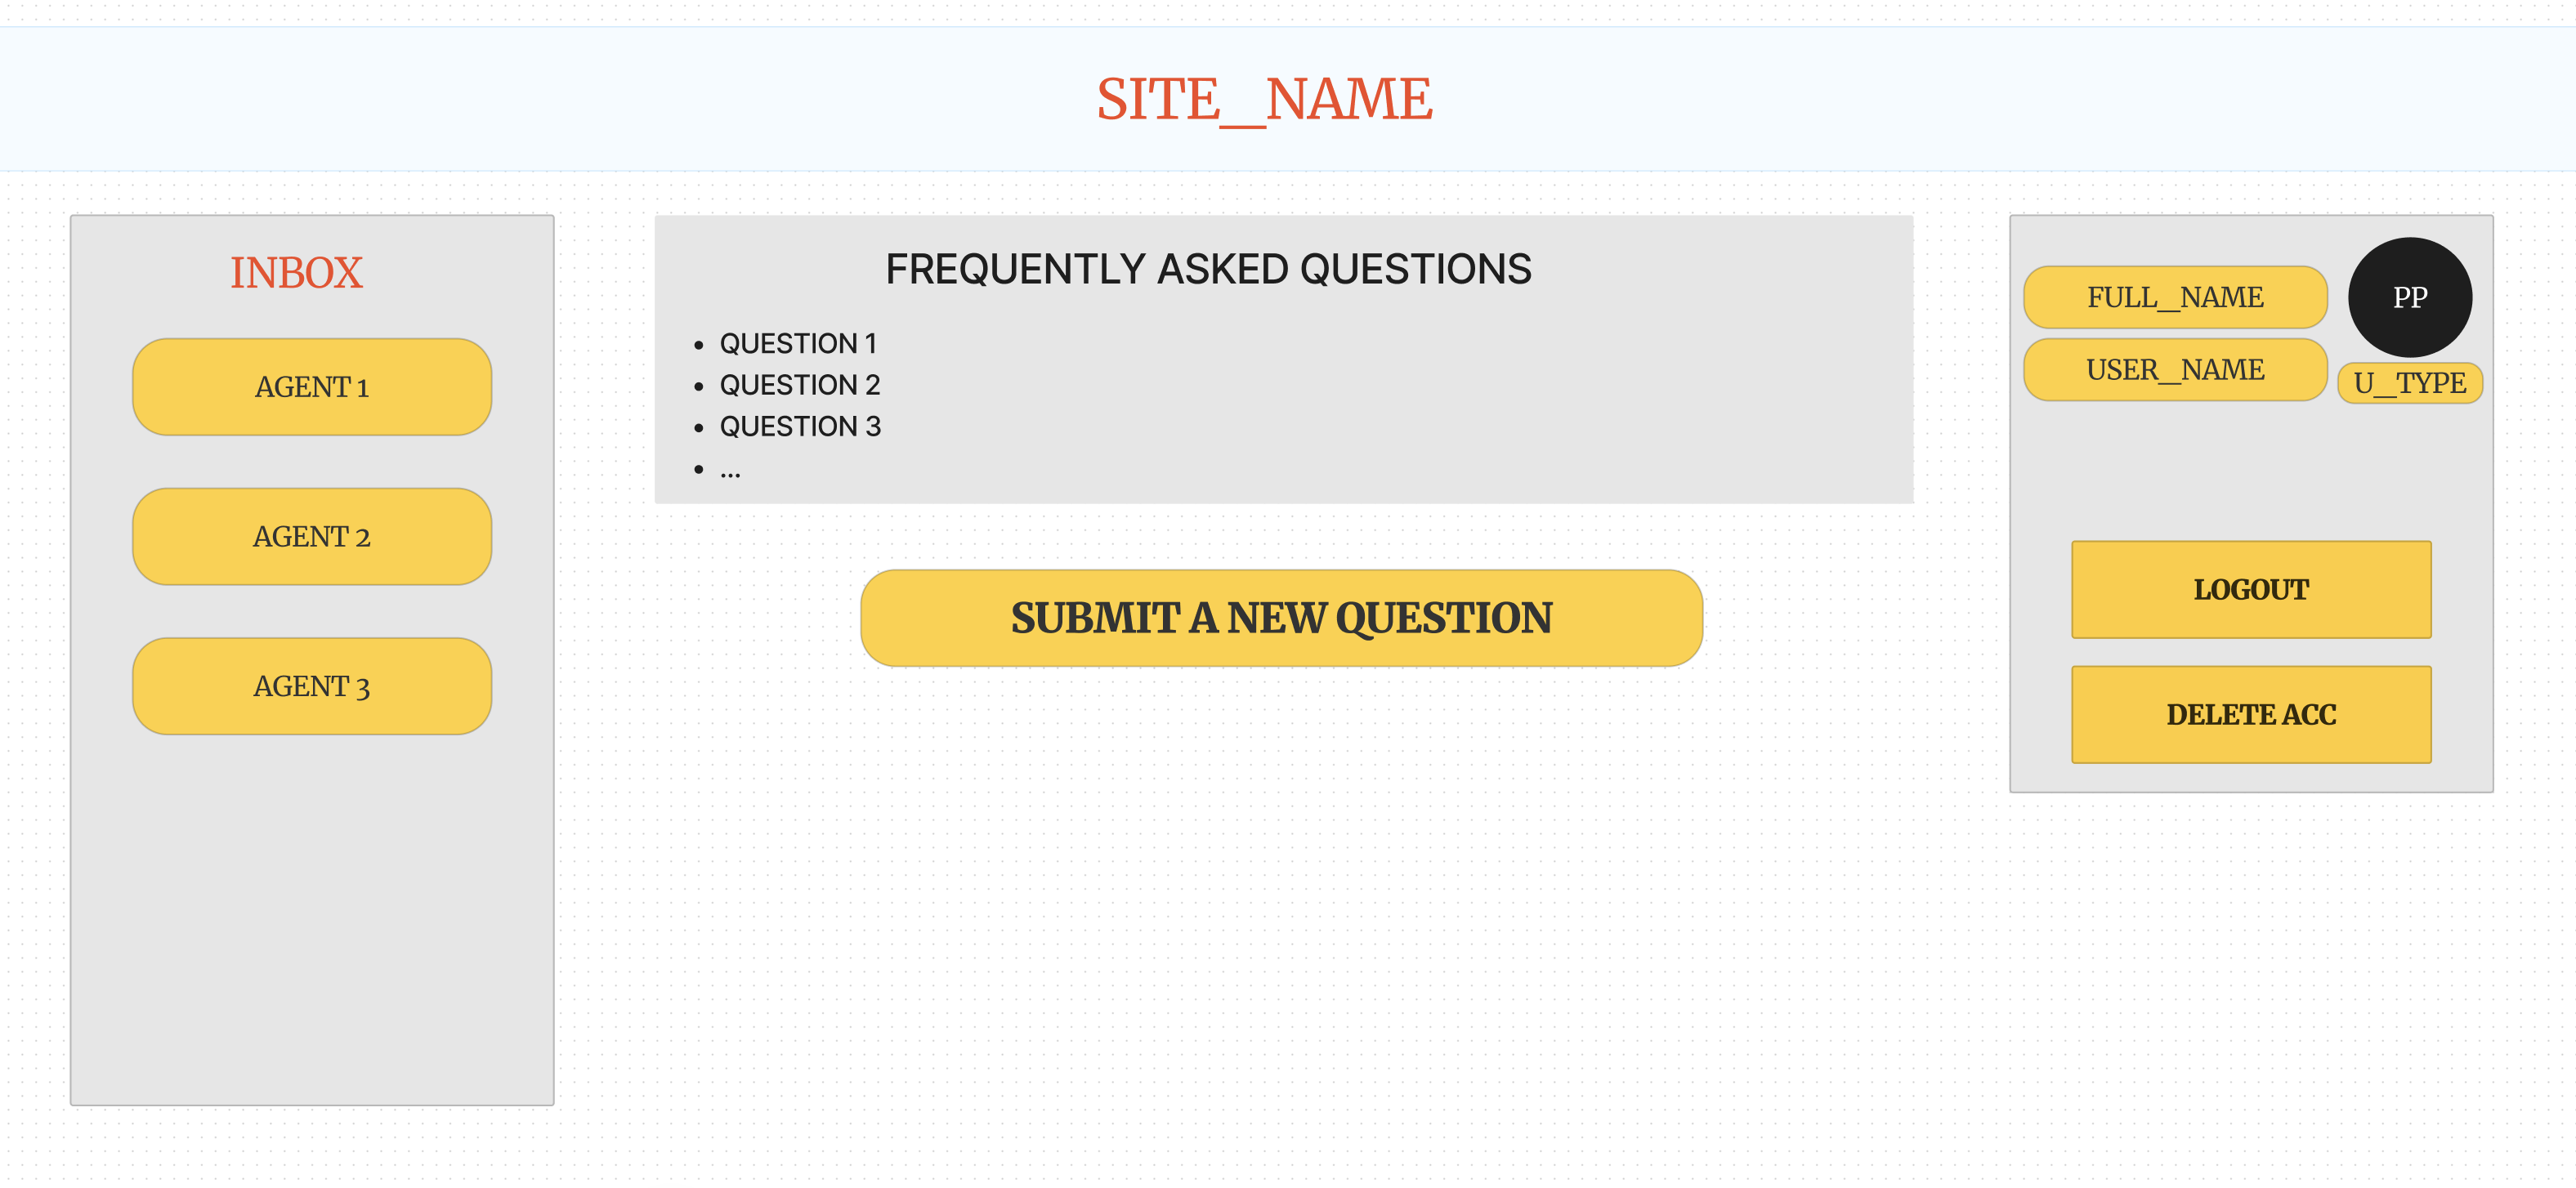 SITE_NAME
INBOX
AGENT 1
AGENT 2
AGENT 3
FREQUENTLY ASKED QUESTIONS
• QUESTION 1
• QUESTION 2
• QUESTION 3
• ...
SUBMIT A NEW QUESTION
FULL_NAME
PP
USER_NAME
U_TYPE
LOGOUT
DELETE ACC